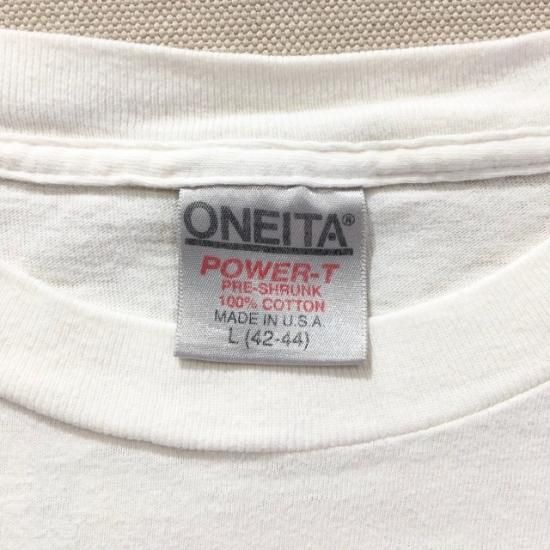 ONEITA®
POWER-T
PRE-SHRUNK
100% COTTON
MADE IN U.S.A.
L (42-44)